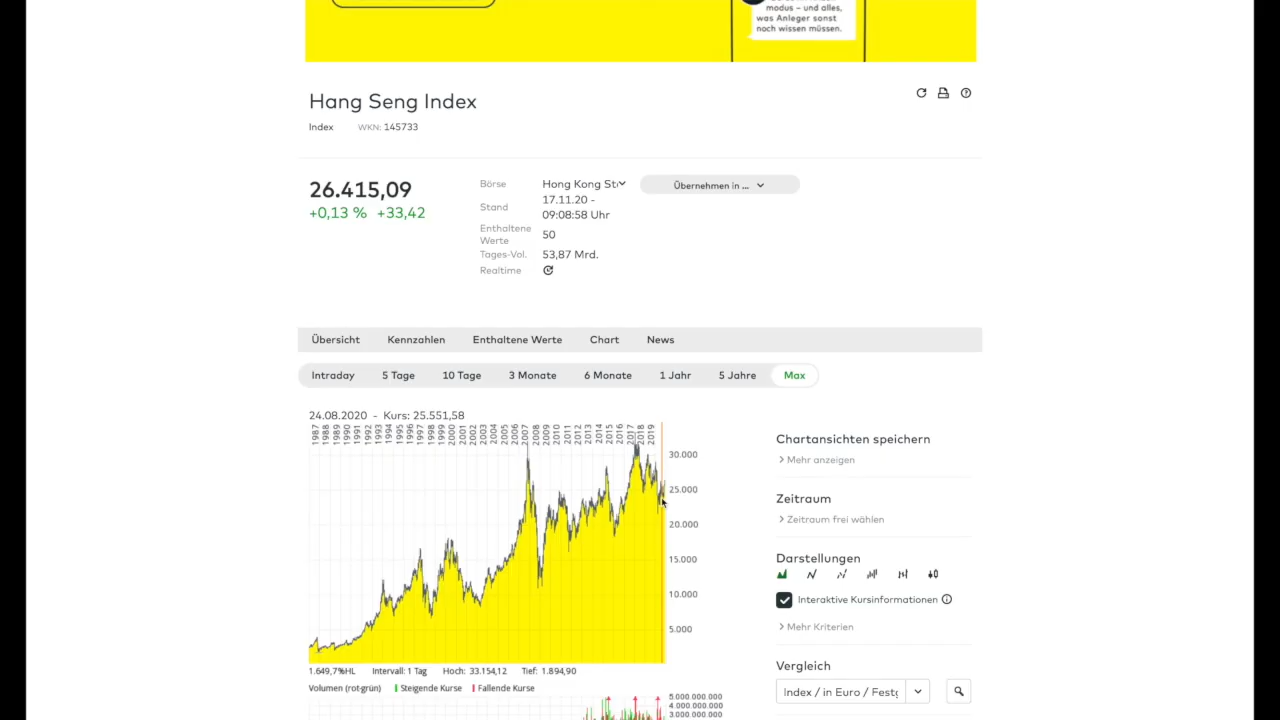 modus – und alles,
was Anleger sonst
noch wissen müssen.
Hang Seng Index
Index WKN: 145733
26.415,09
+0,13 % +33,42
Börse Hong Kong Sto
Übernehmen in ...
Stand 17.11.20 -
09:08:58 Uhr
Enthaltene
Werte 50
Tages-Vol. 53,87 Mrd.
Realtime
Übersicht Kennzahlen Enthaltene Werte Chart News
Intraday 5 Tage 10 Tage 3 Monate 6 Monate 1 Jahr 5 Jahre Max
24.08.2020 - Kurs: 25.551,58
1987 1988 1989 1990 1991 1992 1993 1994 1995 1996 1997 1998 1999 2000 2001 2002 2003 2004 2005 2006 2007 2008 2009 2010 2011 2012 2013 2014 2015 2016 2017 2018 2019
30.000
25.000
20.000
15.000
10.000
5.000
1.649,7%HL Intervall: 1 Tag Hoch: 33.154,12 Tief: 1.894,90
Volumen (rot-grün) Steigende Kurse Fallende Kurse
5.000.000.000
4.000.000.000
3.000.000.000
Chartansichten speichern
Mehr anzeigen
Zeitraum
Zeitraum frei wählen
Darstellungen
Interaktive Kursinformationen
Mehr Kriterien
Vergleich
Index / in Euro / Festg